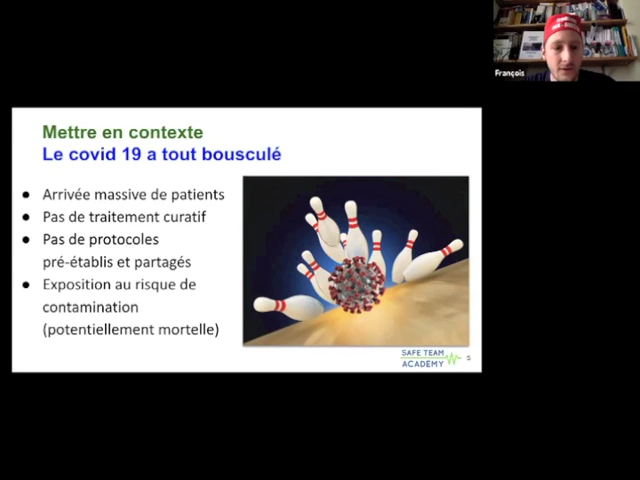 François
Mettre en contexte
Le covid 19 a tout bousculé
● Arrivée massive de patients
● Pas de traitement curatif
● Pas de protocoles
pré-établis et partagés
● Exposition au risque de
contamination
(potentiellement mortelle)
SAFE TEAM
ACADEMY
5